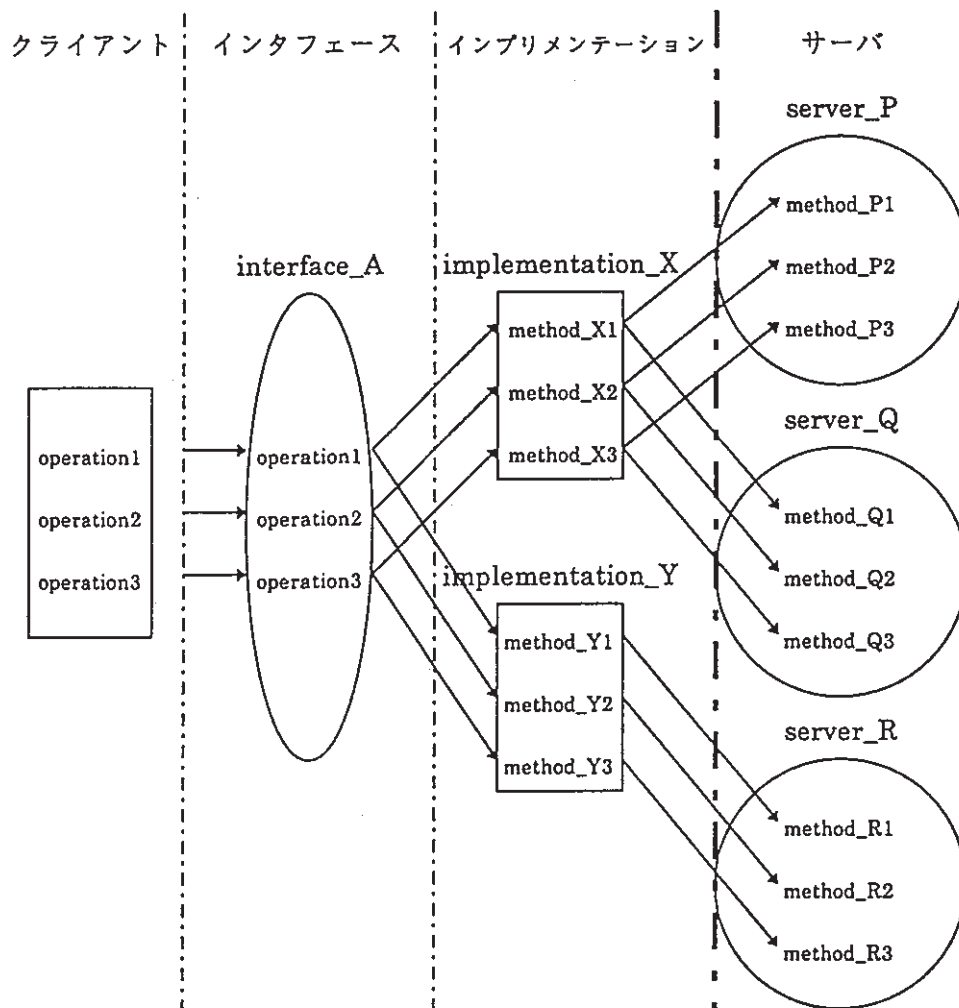 クライアント
インタフェース
インプリメンテーション
サーバ
interface_A
operation1
operation2
operation3
operation1
operation2
operation3
implementation_X
method_X1
method_X2
method_X3
implementation_Y
method_Y1
method_Y2
method_Y3
server_P
method_P1
method_P2
method_P3
server_Q
method_Q1
method_Q2
method_Q3
server_R
method_R1
method_R2
method_R3